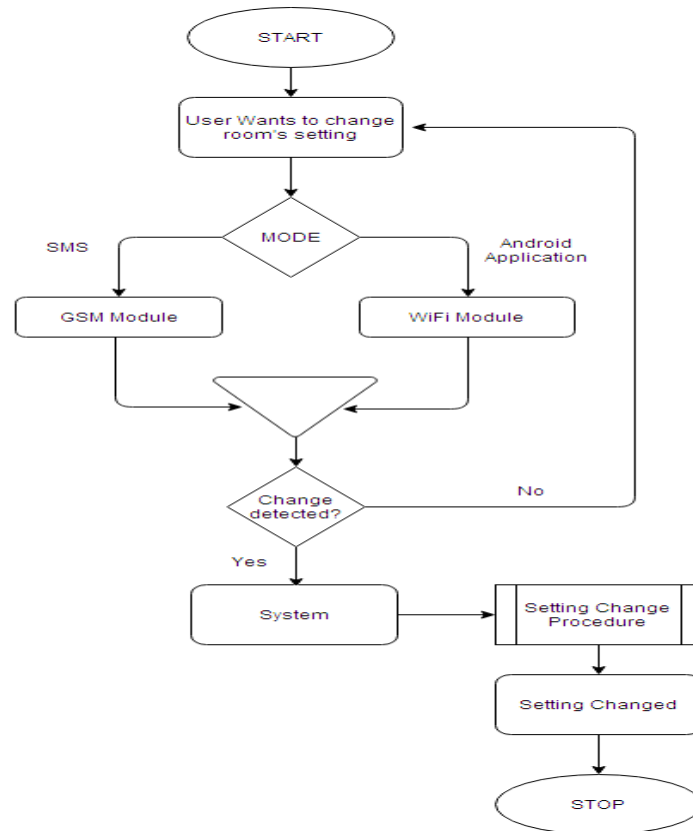 START
User Wants to change
room's setting
MODE
SMS
Android
Application
GSM Module
WiFi Module
Change
detected?
No
Yes
System
Setting Change
Procedure
Setting Changed
STOP